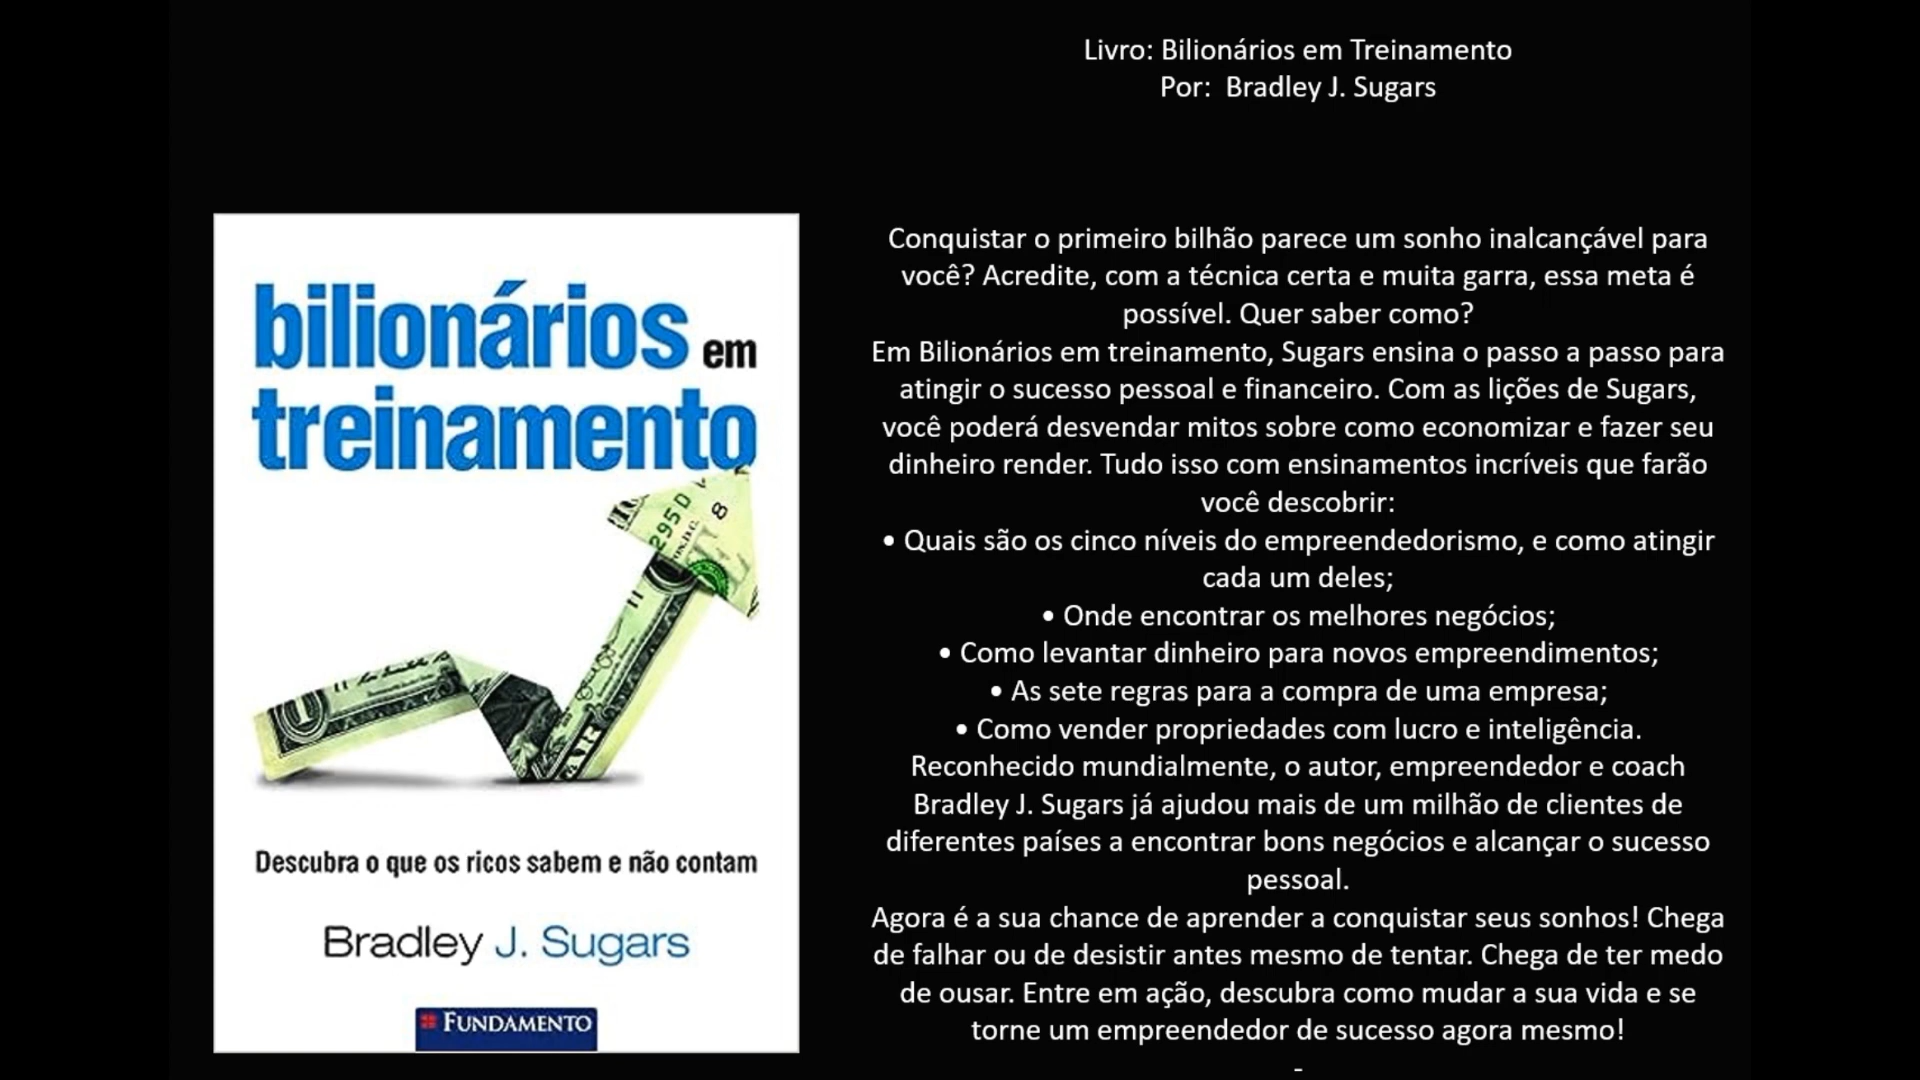 Livro: Bilionários em Treinamento
Por: Bradley J. Sugars
bilionários em
treinamento
Descubra o que os ricos sabem e não contam
Bradley J. Sugars
FUNDAMENTO
Conquistar o primeiro bilhão parece um sonho inalcançável para
você? Acredite, com a técnica certa e muita garra, essa meta é
possível. Quer saber como?
Em Bilionários em treinamento, Sugars ensina o passo a passo para
atingir o sucesso pessoal e financeiro. Com as lições de Sugars,
você poderá desvendar mitos sobre como economizar e fazer seu
dinheiro render. Tudo isso com ensinamentos incríveis que farão
você descobrir:
• Quais são os cinco níveis do empreendedorismo, e como atingir
cada um deles;
• Onde encontrar os melhores negócios;
• Como levantar dinheiro para novos empreendimentos;
• As sete regras para a compra de uma empresa;
• Como vender propriedades com lucro e inteligência.
Reconhecido mundialmente, o autor, empreendedor e coach
Bradley J. Sugars já ajudou mais de um milhão de clientes de
diferentes países a encontrar bons negócios e alcançar o sucesso
pessoal.
Agora é a sua chance de aprender a conquistar seus sonhos! Chega
de falhar ou de desistir antes mesmo de tentar. Chega de ter medo
de ousar. Entre em ação, descubra como mudar a sua vida e se
torne um empreendedor de sucesso agora mesmo!
-